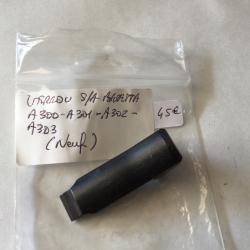 VERROU S/A BERETTA
A300-A301-A302-
A303
(Neuf)
45€